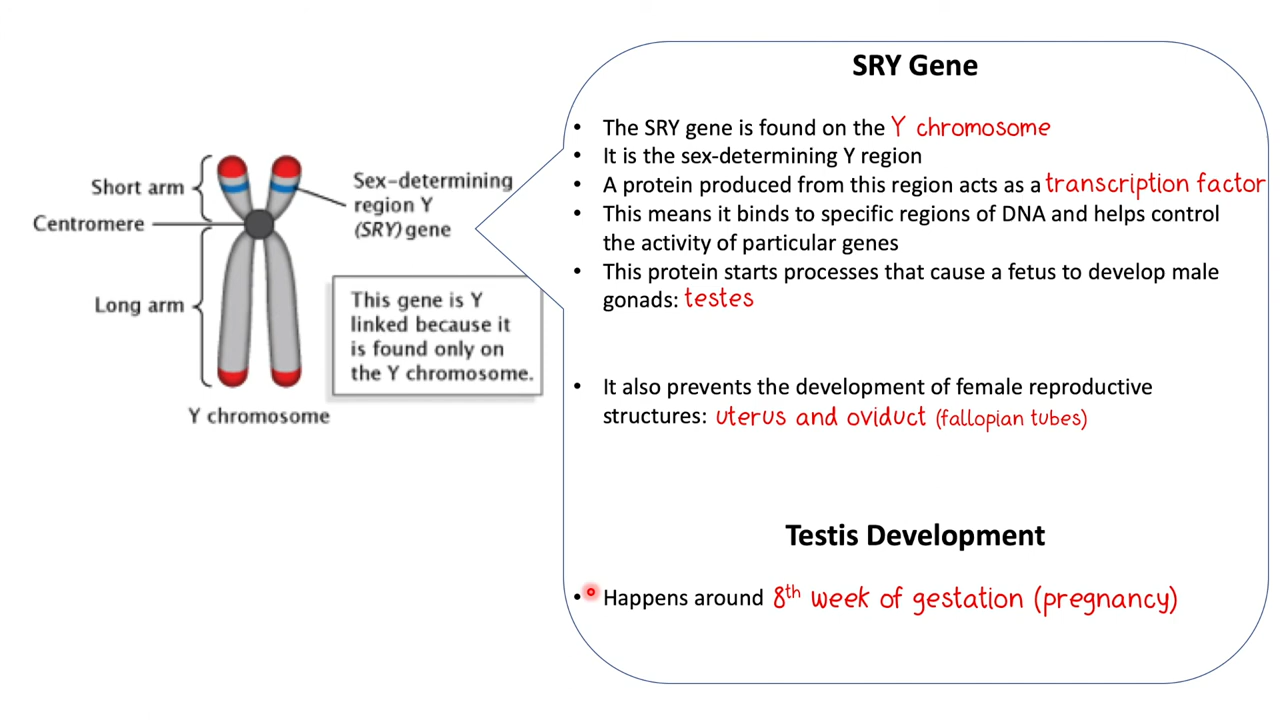 Short arm
Centromere
Long arm
Y chromosome
Sex–determining
region Y
(SRY) gene
This gene is Y
linked because it
is found only on
the Y chromosome.
SRY Gene
• The SRY gene is found on the Y chromosome
• It is the sex-determining Y region
• A protein produced from this region acts as a transcription factor
• This means it binds to specific regions of DNA and helps control
the activity of particular genes
• This protein starts processes that cause a fetus to develop male
gonads: testes
• It also prevents the development of female reproductive
structures: uterus and oviduct (fallopian tubes)
Testis Development
• Happens around 8th week of gestation (pregnancy)